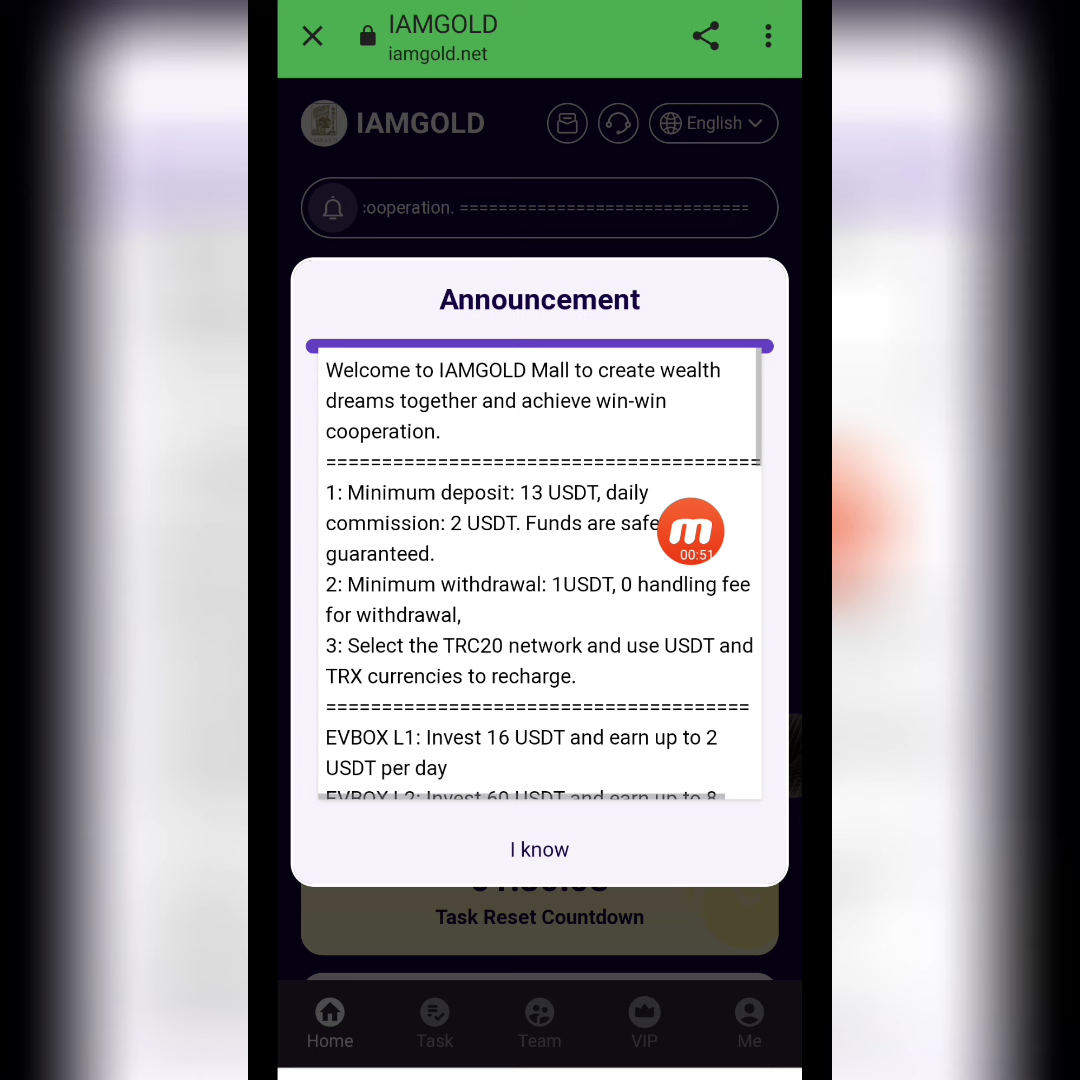 IAMGOLD
iamgold.net
IAMGOLD
English
cooperation. ==============================
Announcement
Welcome to IAMGOLD Mall to create wealth
dreams together and achieve win-win
cooperation.
=======================================
1: Minimum deposit: 13 USDT, daily
commission: 2 USDT. Funds are safe
guaranteed.
2: Minimum withdrawal: 1USDT, 0 handling fee
for withdrawal,
3: Select the TRC20 network and use USDT and
TRX currencies to recharge.
======================================
EVBOX L1: Invest 16 USDT and earn up to 2
USDT per day
EVBOX L2: Invest 60 USDT and earn up to 8
I know
Task Reset Countdown
Home
Task
Team
VIP
Me
m
00:51